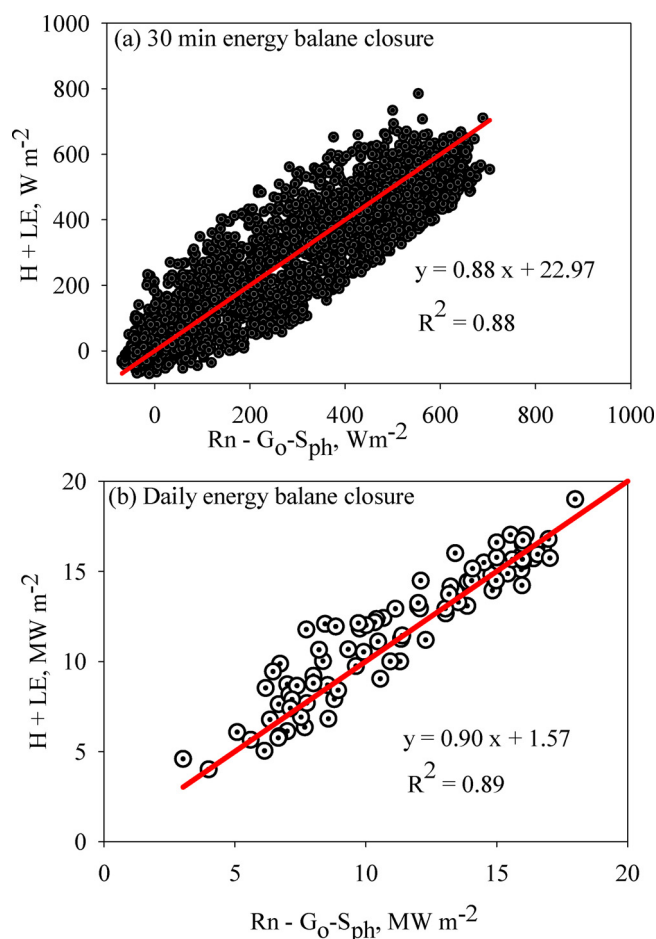 (a) 30 min energy balane closure
1000
800
600
400
200
0
H + LE, W m-2
y = 0.88 x + 22.97
R2 = 0.88
0 200 400 600 800 1000
Rn - Go-Sph, Wm-2
(b) Daily energy balane closure
20
15
10
5
0
H + LE, MW m-2
y = 0.90 x + 1.57
R2 = 0.89
0 5 10 15 20
Rn - Go-Sph, MW m-2